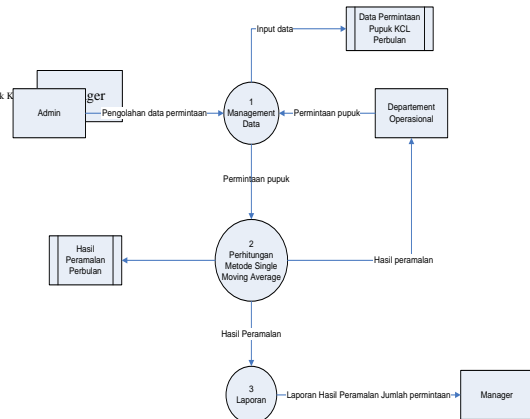 Input data
Data Permintaan
Pupuk KCL
Perbulan
ger
Admin
Pengolahan data permintaan
1
Management
Data
Permintaan pupuk
Departement
Operasional
Permintaan pupuk
2
Perhitungan
Metode Single
Moving Average
Hasil
Peramalan
Perbulan
Hasil peramalan
Hasil Peramalan
3
Laporan
Laporan Hasil Peramalan Jumlah permintaan
Manager